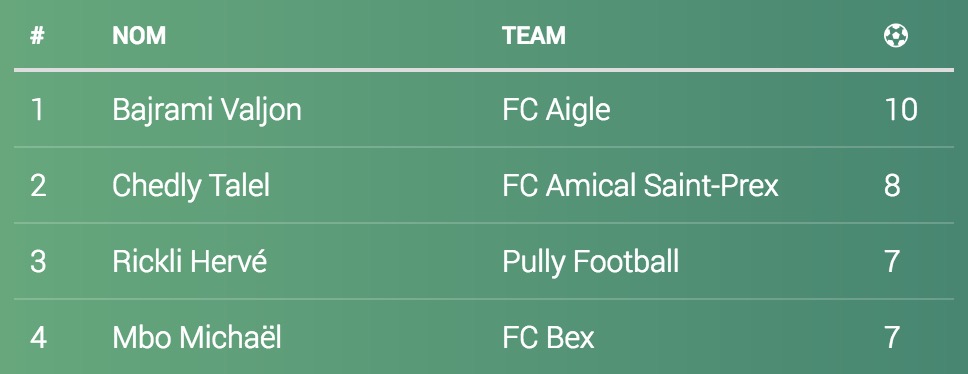 # NOM TEAM
1 Bajrami Valjon FC Aigle 10
2 Chedly Talel FC Amical Saint-Prex 8
3 Rickli Hervé Pully Football 7
4 Mbo Michaël FC Bex 7